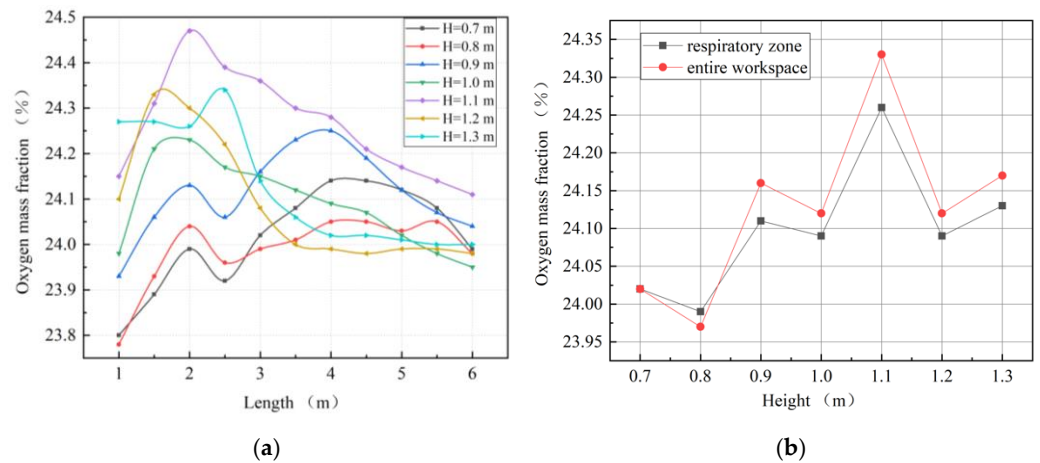 24.5
24.4
24.3
24.2
24.1
24.0
23.9
23.8
Oxygen mass fraction (%)
H=0.7 m
H=0.8 m
H=0.9 m
H=1.0 m
H=1.1 m
H=1.2 m
H=1.3 m
1 2 3 4 5 6
Length （m）
(a)
24.35
24.30
24.25
24.20
24.15
24.10
24.05
24.00
23.95
Oxygen mass fraction （%）
respiratory zone
entire workspace
0.7 0.8 0.9 1.0 1.1 1.2 1.3
Height（m）
(b)